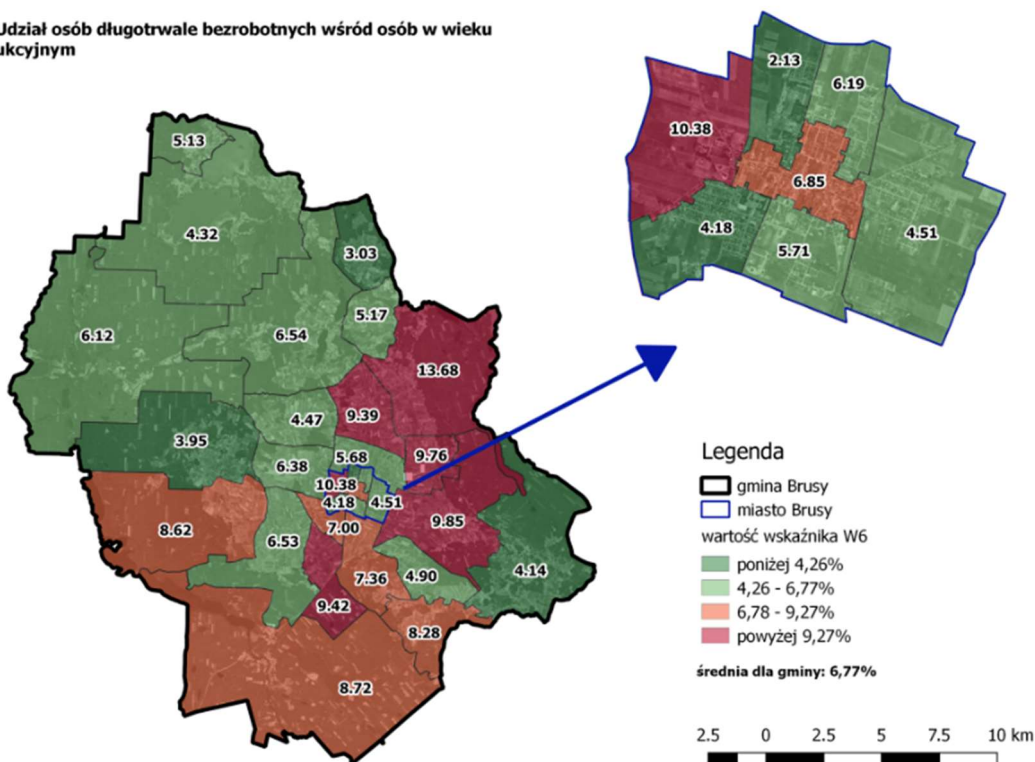 Udział osób długotrwale bezrobotnych wśród osób w wieku
ukcyjnym
2.13
6.19
10.38
6.85
4.18
4.51
5.71
5.13
4.32
3.03
5.17
6.12
6.54
13.68
9.39
4.47
3.95
5.68
9.76
6.38
10.38
4.18
4.51
9.85
7.00
8.62
6.53
7.36
4.90
4.14
9.42
8.28
8.72
Legenda
gmina Brusy
miasto Brusy
wartość wskaźnika W6
poniżej 4,26%
4,26 - 6,77%
6,78 - 9,27%
powyżej 9,27%
średnia dla gminy: 6,77%
2.5 0 2.5 5 7.5 10 km